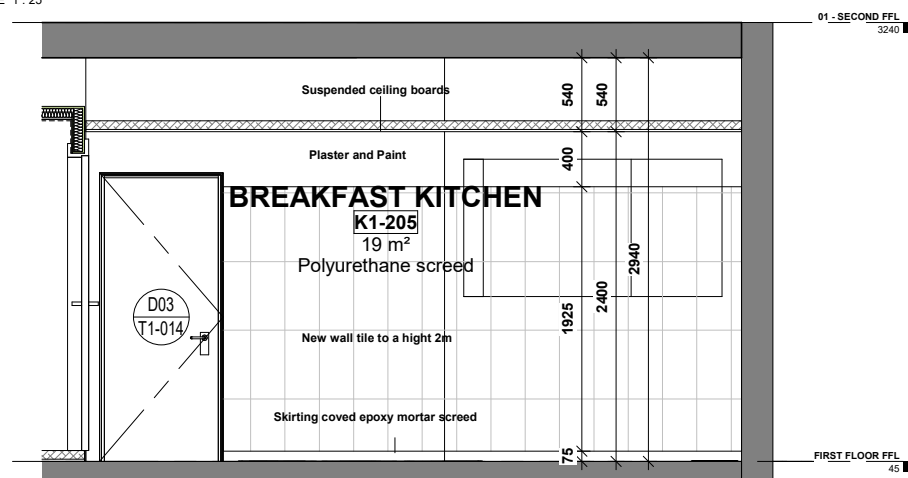 01 - SECOND FFL
3240
Suspended ceiling boards
540
540
Plaster and Paint
400
BREAKFAST KITCHEN
K1-205
19 m²
Polyurethane screed
2940
2400
1925
D03
T1-014
New wall tile to a hight 2m
Skirting coved epoxy mortar screed
75
FIRST FLOOR FFL
45